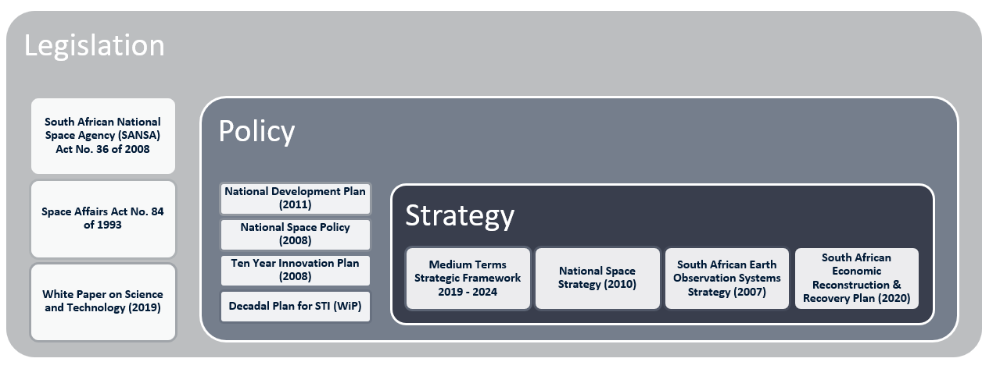 Legislation
South African National
Space Agency (SANSA)
Act No. 36 of 2008
Space Affairs Act No. 84
of 1993
White Paper on Science
and Technology (2019)
Policy
National Development Plan
(2011)
National Space Policy
(2008)
Ten Year Innovation Plan
(2008)
Decadal Plan for STI (WiP)
Strategy
Medium Terms
Strategic Framework
2019 - 2024
National Space
Strategy (2010)
South African Earth
Observation Systems
Strategy (2007)
South African
Economic
Reconstruction &
Recovery Plan (2020)